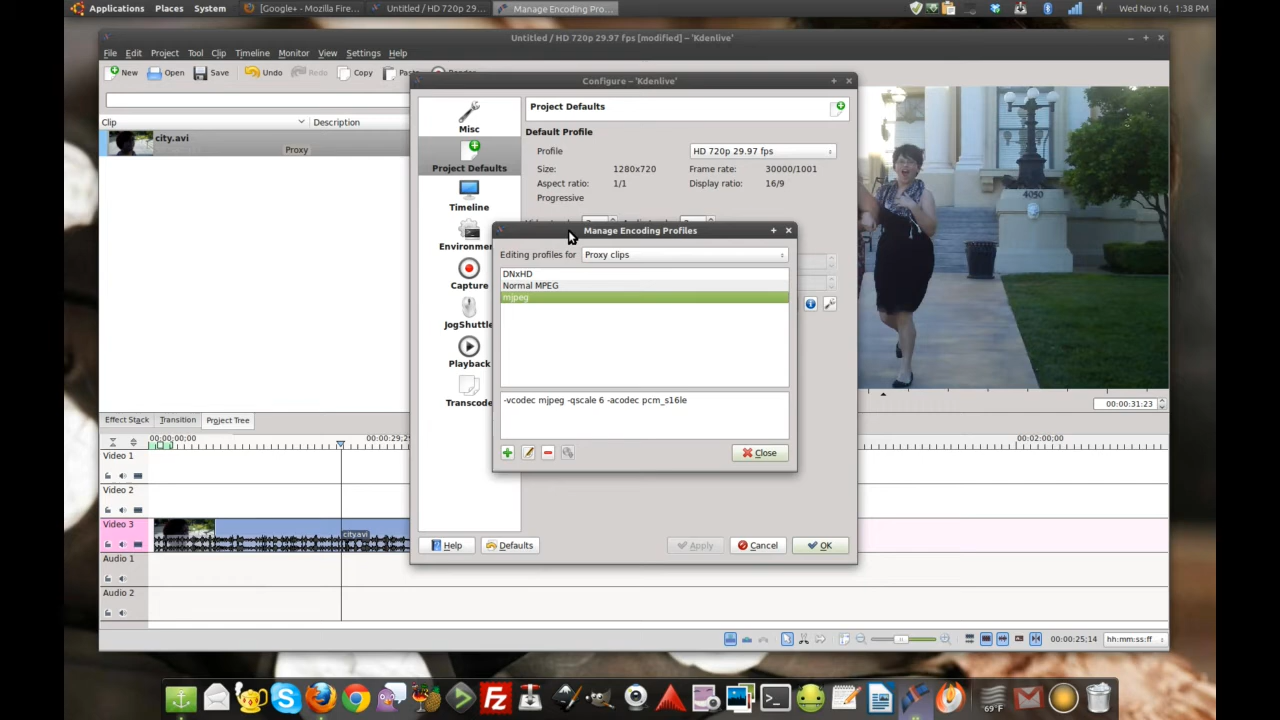 Applications Places System [Google+ - Mozilla Fire... Untitled / HD 720p 29... Manage Encoding Pro... Wed Nov 16, 1:38 PM
Untitled / HD 720p 29.97 fps [modified] – 'Kdenlive'
File Edit Project Tool Clip Timeline Monitor View Settings Help
New Open Save Undo Redo Copy
Configure – 'Kdenlive'
Clip Description
city.avi
Proxy
Misc
Project Defaults
Timeline
Capture
JogShuttle
Playback
Transcode
Project Defaults
Default Profile
Profile HD 720p 29.97 fps
Size: 1280x720 Frame rate: 30000/1001
Aspect ratio: 1/1 Display ratio: 16/9
Progressive
Manage Encoding Profiles
Editing profiles for Proxy clips
DNxHD
Normal MPEG
mjpeg
-vcodec mjpeg -qscale 6 -acodec pcm_s16le
Close
Help Defaults Apply Cancel OK
4050
00:00:31:23
Effect Stack Transition Project Tree
00:00:00;00 00:02:00;00
Video 1
Video 2
Video 3
city.avi
Audio 1
Audio 2
00:00:25;14 hh:mm:ss:ff
69°F